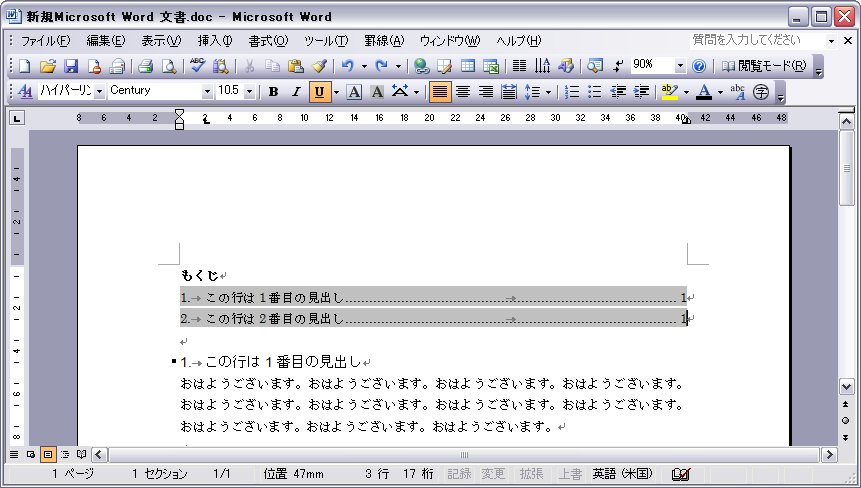 新規Microsoft Word 文書.doc - Microsoft Word
ファイル(F) 編集(E) 表示(V) 挿入(I) 書式(O) ツール(T) 罫線(A) ウィンドウ(W) ヘルプ(H) 質問を入力してください
90% 閲覧モード(R)
ハイパーリン Century 10.5 B I U A A A abc A 字
8 6 4 2 2 4 6 8 10 12 14 16 18 20 22 24 26 28 30 32 34 36 38 40 42 44 46 48
もくじ
1. この行は 1 番目の見出し 1
2. この行は 2 番目の見出し 1
1. この行は 1 番目の見出し
おはようございます。おはようございます。おはようございます。おはようございます。
おはようございます。おはようございます。おはようございます。おはようございます。
おはようございます。おはようございます。おはようございます。
1 ページ 1 セクション 1/1 位置 47mm 3 行 17 桁 記録 変更 拡張 上書 英語 (米国)